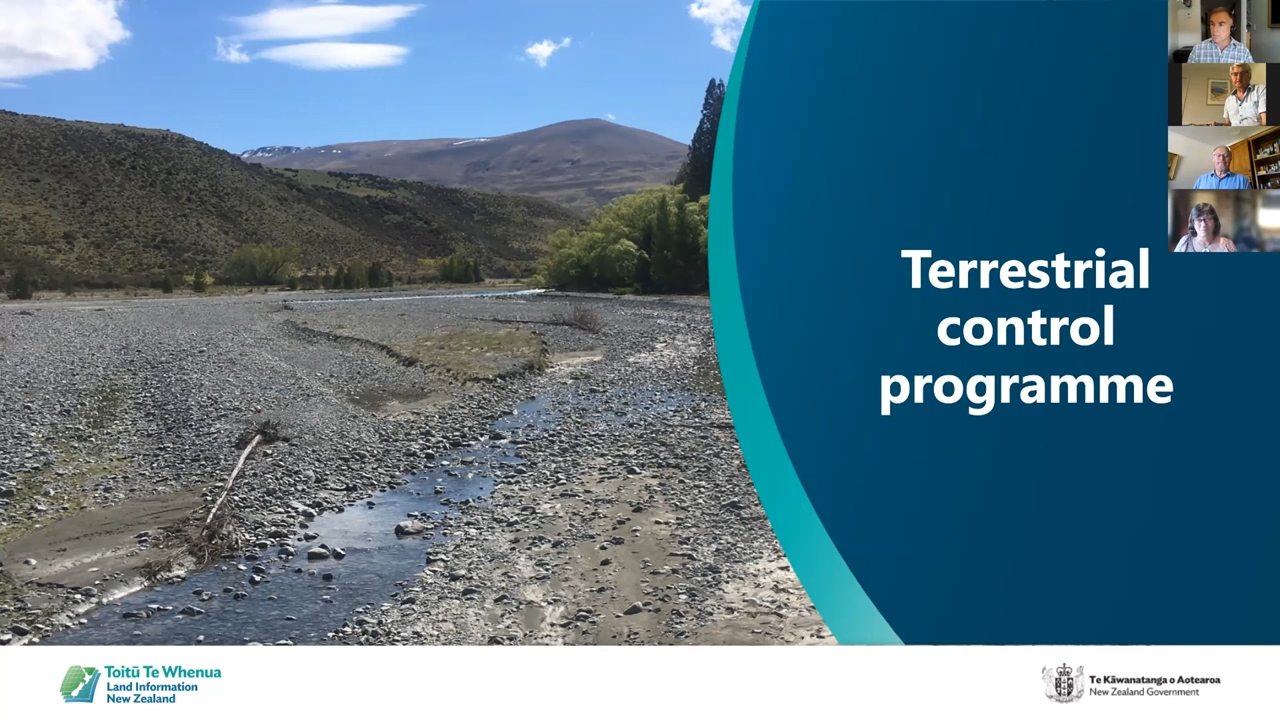 Terrestrial
control
programme
Toitū Te Whenua
Land Information
New Zealand
Te Kāwanatanga o Aotearoa
New Zealand Government